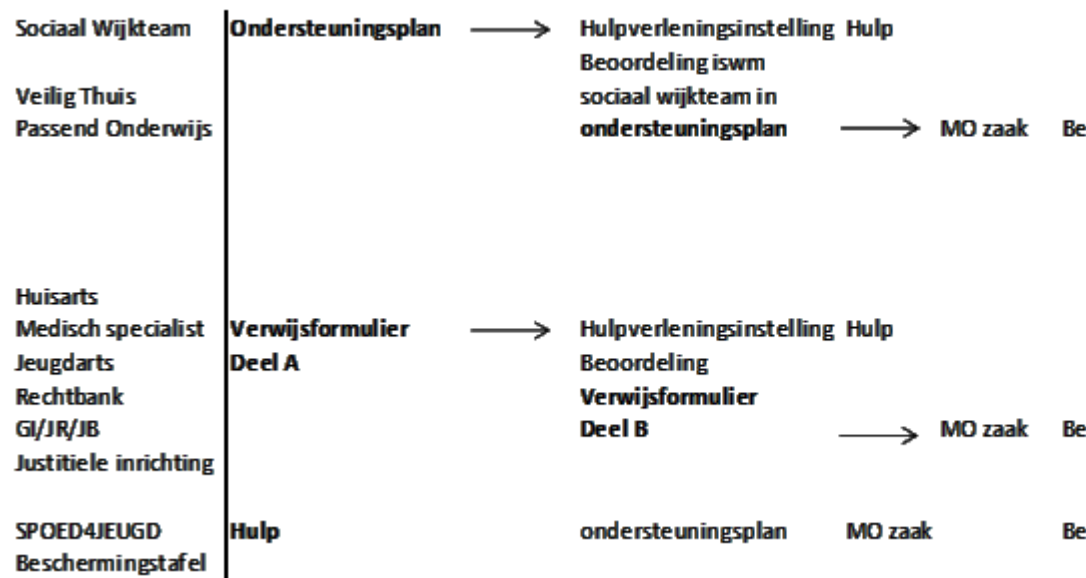 Sociaal Wijkteam Ondersteuningsplan Hulpverleningsinstelling Hulp
Beoordeling iswm
Veilig Thuis sociaal wijkteam in
Passend Onderwijs ondersteuningsplan MO zaak Be
Huisarts
Medisch specialist Verwijsformulier Hulpverleningsinstelling Hulp
Jeugdarts Deel A Beoordeling
Rechtbank Verwijsformulier
GI/JR/JB Deel B MO zaak Be
Justitiele inrichting
SPOED4JEUGD Hulp ondersteuningsplan MO zaak Be
Beschermingstafel